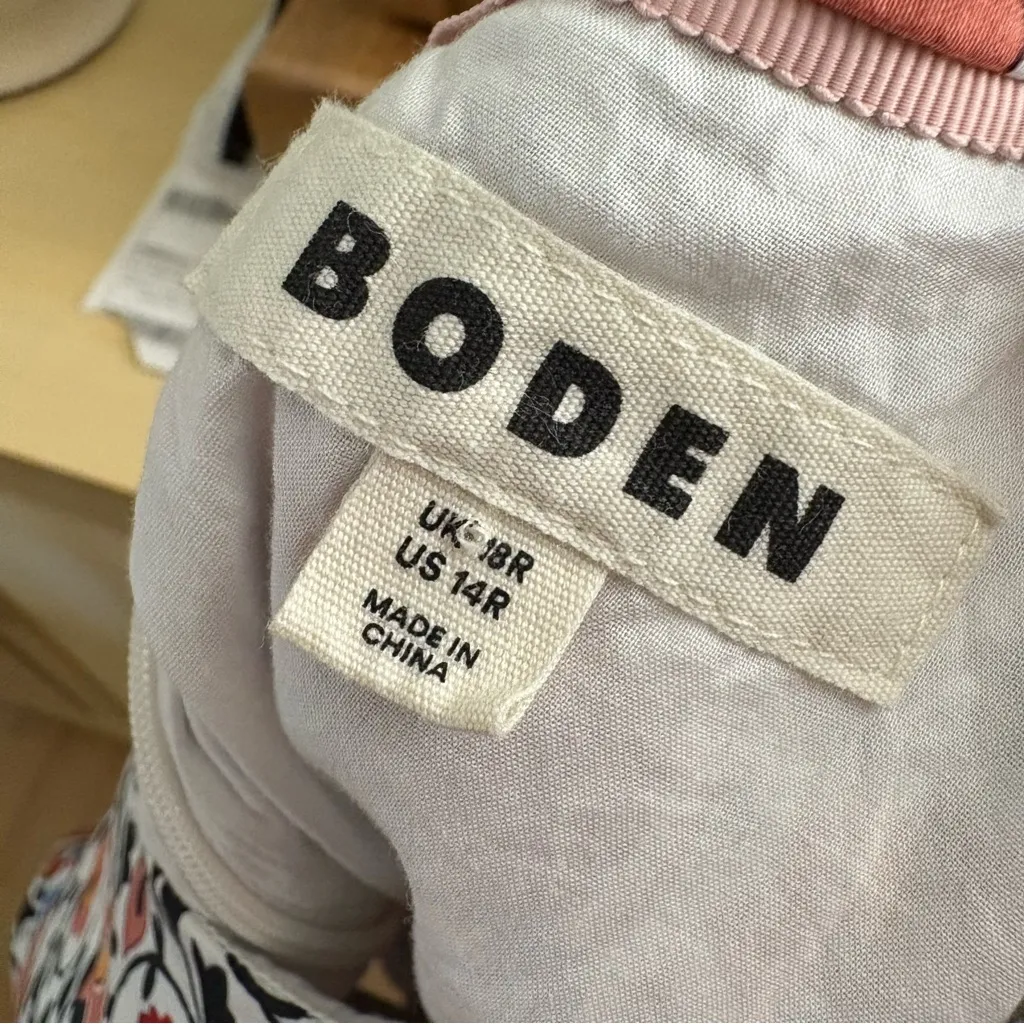 BODEN
UK 18R
US 14R
MADE IN
CHINA